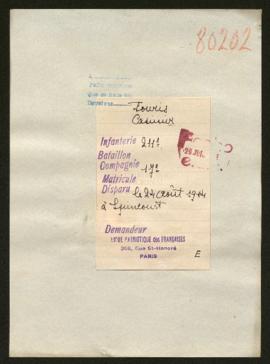 80202
Louis
Casimir
Infanterie 211e
Bataillon
Compagnie 17e
Matricule
Disparu le 24 août 1914
à Spincourt
Demandeur
LIGUE PATRIOTIQUE DES FRANÇAISES
368, Rue St-Honoré
PARIS
E